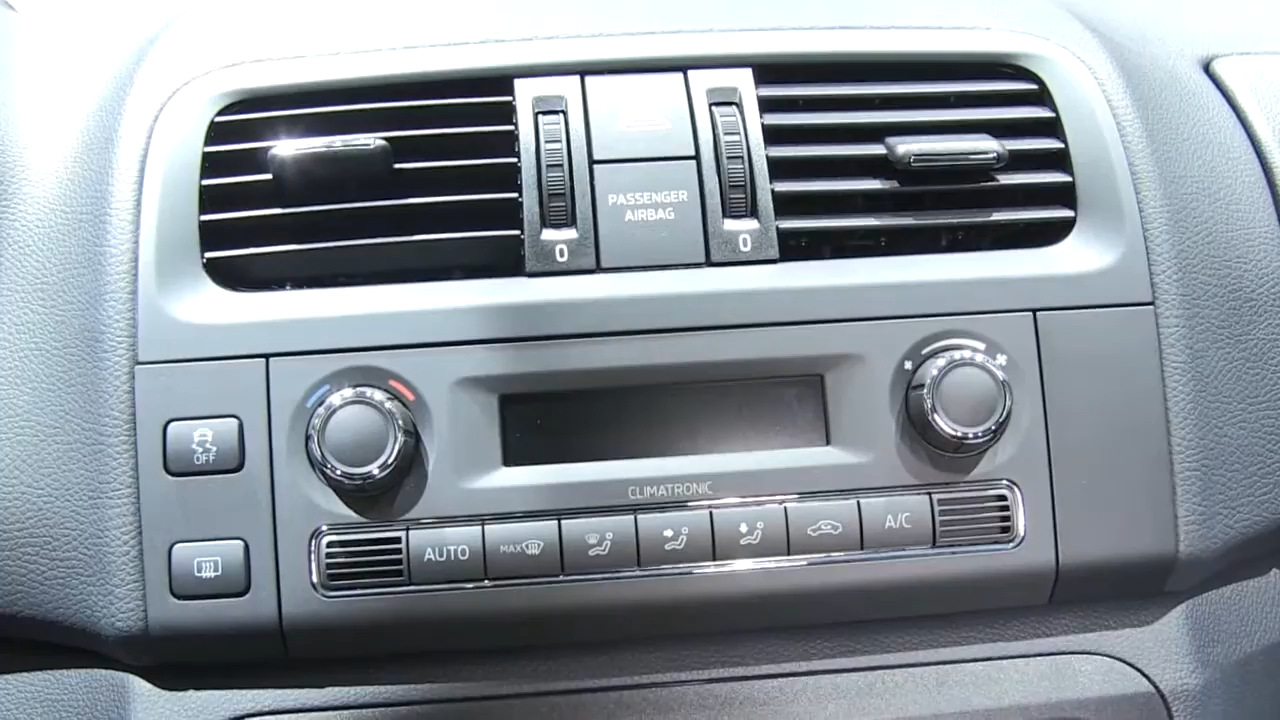 PASSENGER
AIRBAG
0
0
OFF
CLIMATRONIC
AUTO
MAX
A/C